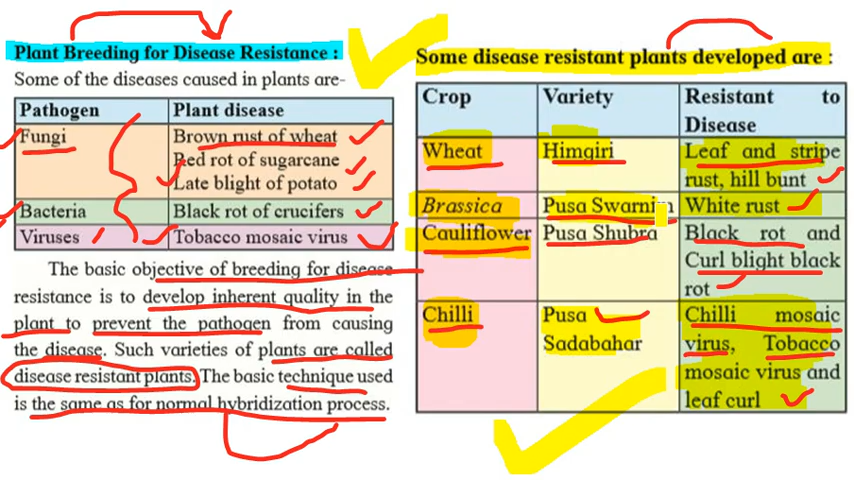 Plant Breeding for Disease Resistance :
Some of the diseases caused in plants are-
Pathogen Plant disease
Fungi Brown rust of wheat
Red rot of sugarcane
Late blight of potato
Bacteria Black rot of crucifers
Viruses Tobacco mosaic virus
The basic objective of breeding for disease
resistance is to develop inherent quality in the
plant to prevent the pathogen from causing
the disease. Such varieties of plants are called
disease resistant plants. The basic technique used
is the same as for normal hybridization process.
Some disease resistant plants developed are :
Crop Variety Resistant to
Disease
Wheat Himgiri Leaf and stripe
rust, hill bunt
Brassica Pusa Swarnim White rust
Cauliflower Pusa Shubra Black rot and
Curl blight black
rot
Chilli Pusa Chilli mosaic
Sadabahar virus, Tobacco
mosaic virus and
leaf curl